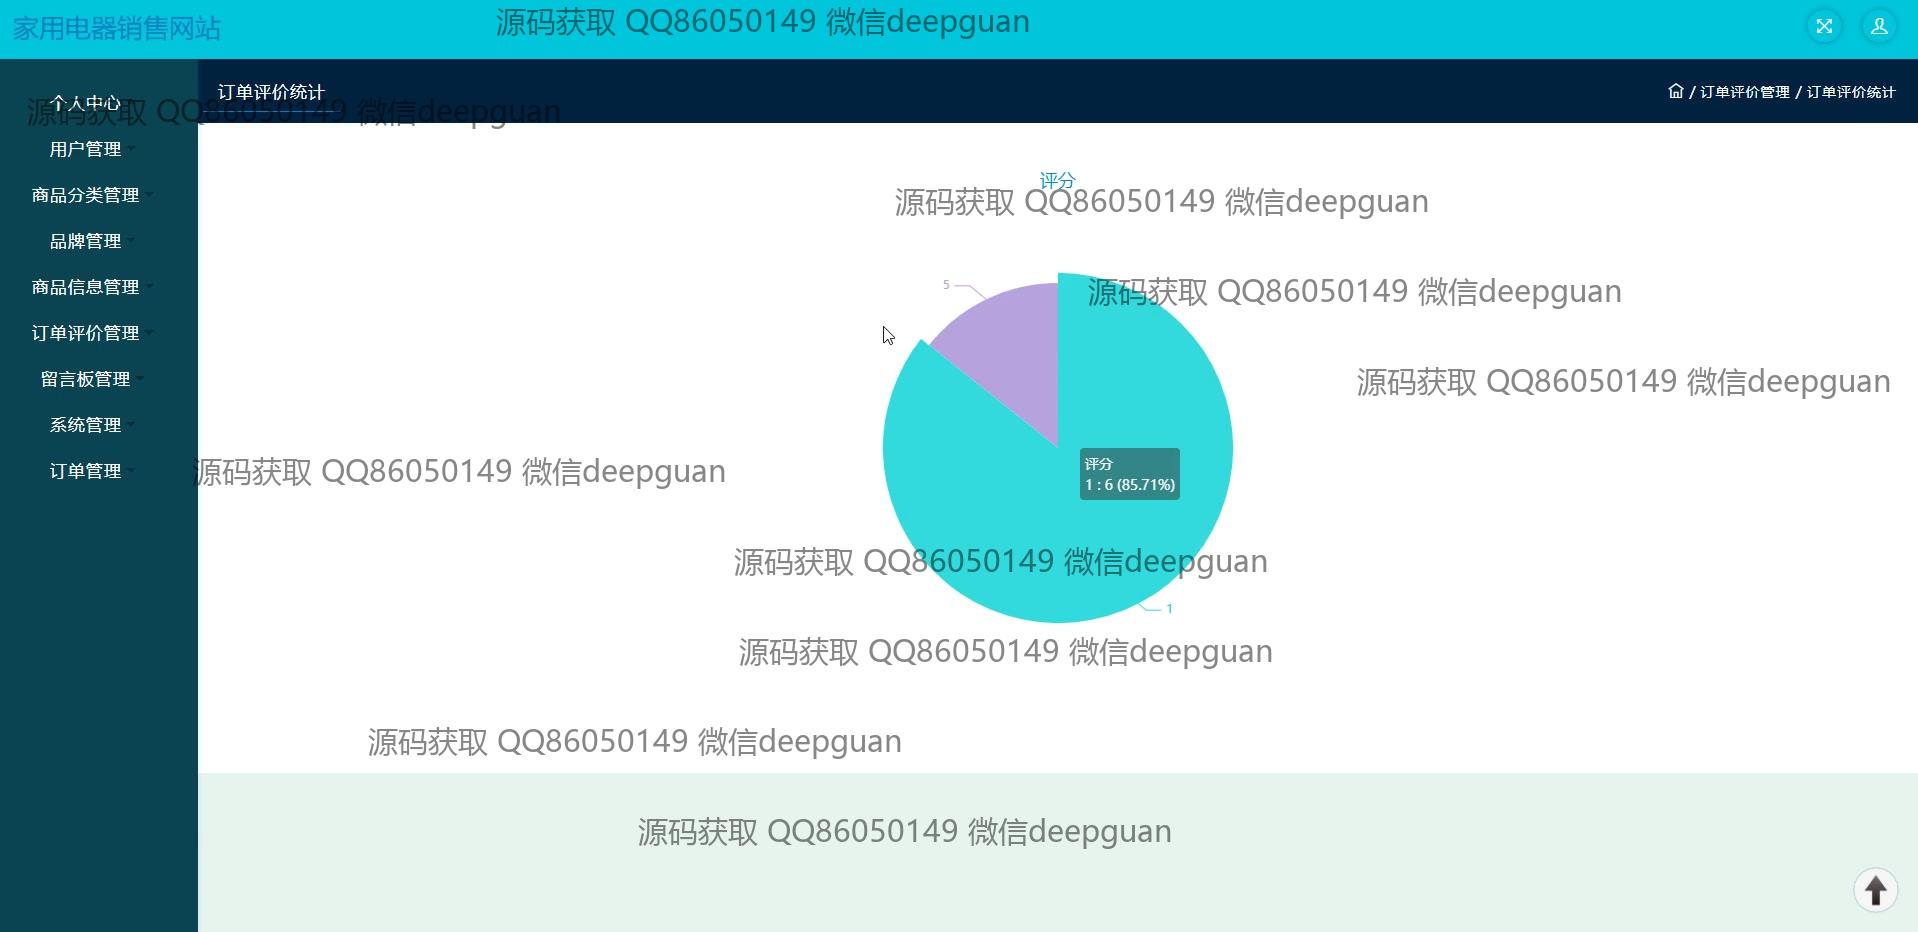 家用电器销售网站
源码获取 QQ86050149 微信deepguan
个人中心
订单评价统计
/ 订单评价管理 / 订单评价统计
源码获取 QQ86050149 微信deepguan
用户管理
商品分类管理
品牌管理
商品信息管理
订单评价管理
留言板管理
系统管理
订单管理
评分
源码获取 QQ86050149 微信deepguan
5
源码获取 QQ86050149 微信deepguan
源码获取 QQ86050149 微信deepguan
源码获取 QQ86050149 微信deepguan
评分
1 : 6 (85.71%)
源码获取 QQ86050149 微信deepguan
1
源码获取 QQ86050149 微信deepguan
源码获取 QQ86050149 微信deepguan
源码获取 QQ86050149 微信deepguan